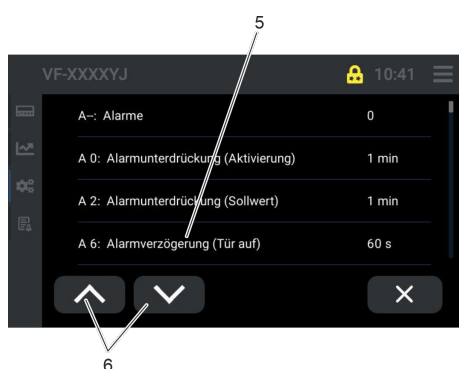 5
VF-XXXXYJ 10:41
A--: Alarme 0
A 0: Alarmunterdrückung (Aktivierung) 1 min
A 2: Alarmunterdrückung (Sollwert) 1 min
A 6: Alarmverzögerung (Tür auf) 60 s
6